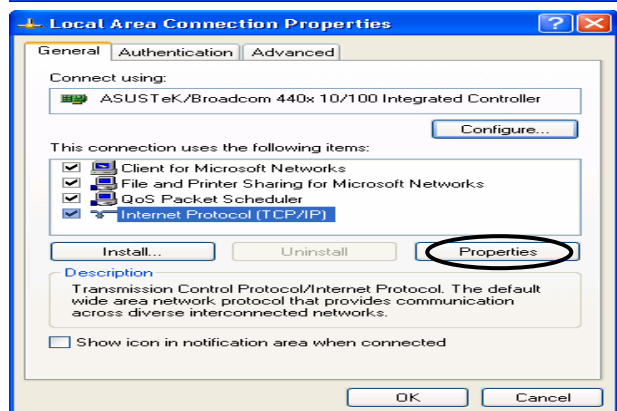 Local Area Connection Properties
General Authentication Advanced
Connect using:
ASUSTeK/Broadcom 440x 10/100 Integrated Controller
Configure...
This connection uses the following items:
Client for Microsoft Networks
File and Printer Sharing for Microsoft Networks
QoS Packet Scheduler
Internet Protocol (TCP/IP)
Install... Uninstall Properties
Description
Transmission Control Protocol/Internet Protocol. The default
wide area network protocol that provides communication
across diverse interconnected networks.
Show icon in notification area when connected
OK Cancel